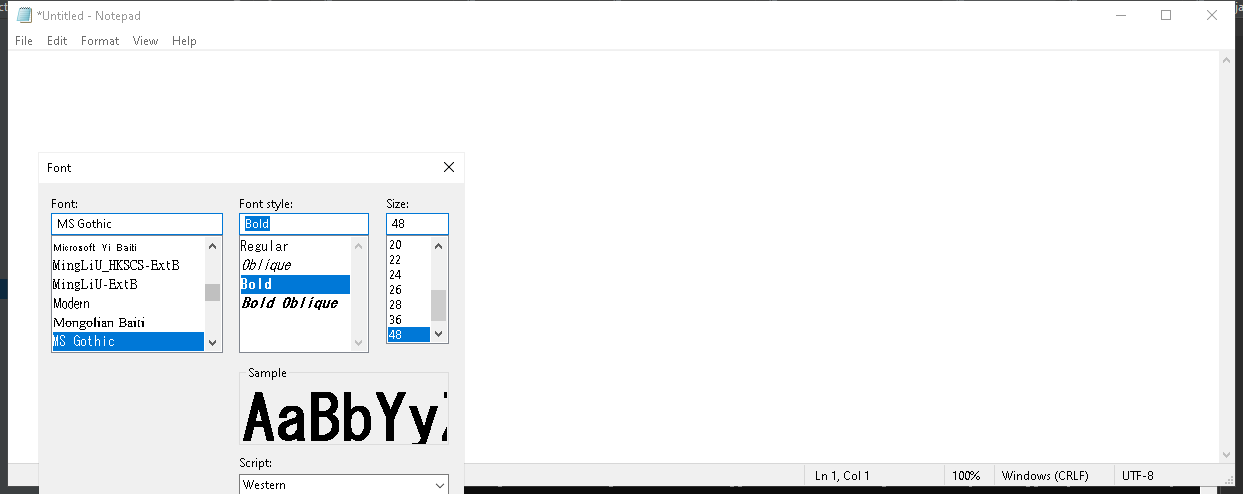 *Untitled - Notepad
File Edit Format View Help
Font
Font: Font style: Size:
MS Gothic Bold 48
Microsoft Yi Baiti Regular 20
MingLiU_HKSCS-ExtB Oblique 22
MingLiU-ExtB Bold 24
Modern Bold Oblique 26
Mongolian Baiti 28
MS Gothic 36
48
Sample
AaBbYy
Script:
Western
Ln 1, Col 1 100% Windows (CRLF) UTF-8